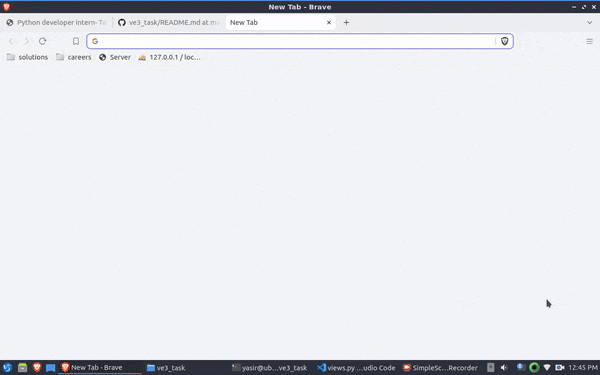 New Tab - Brave
Python developer intern- Ta
ve3_task/README.md at ma
New Tab
solutions
careers
Server
127.0.0.1 / loc…
New Tab - Brave
ve3_task
yasir@ub…ve3_task
views.py …udio Code
SimpleSc…Recorder
12:45 PM